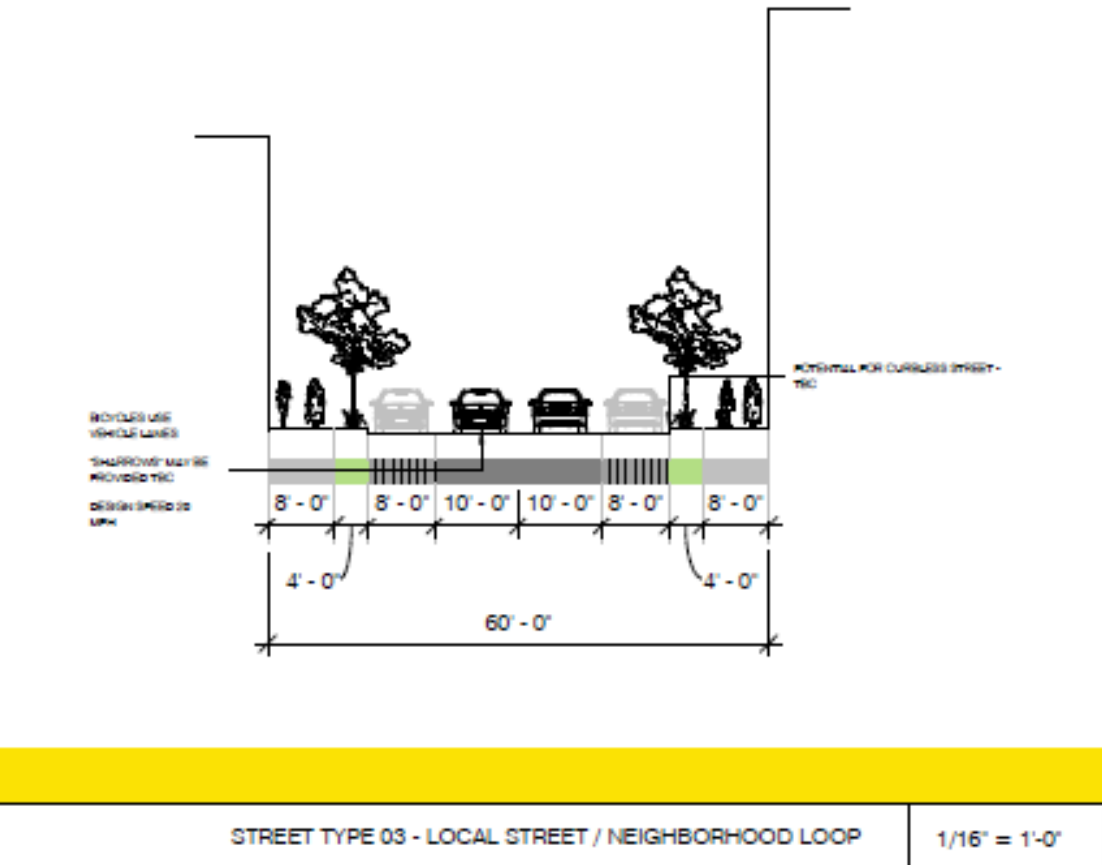 POTENTIAL FOR CURBLESS STREET -
TBC
BICYCLES USE
VEHICLE LANES
"SHARROWS" MAY BE
PROVIDED TBC
DESIGN SPEED
MPH
8' - 0" 8' - 0" 10' - 0" 10' - 0" 8' - 0" 8' - 0"
4' - 0" 4' - 0"
60' - 0"
STREET TYPE 03 - LOCAL STREET / NEIGHBORHOOD LOOP 1/16" = 1'-0"